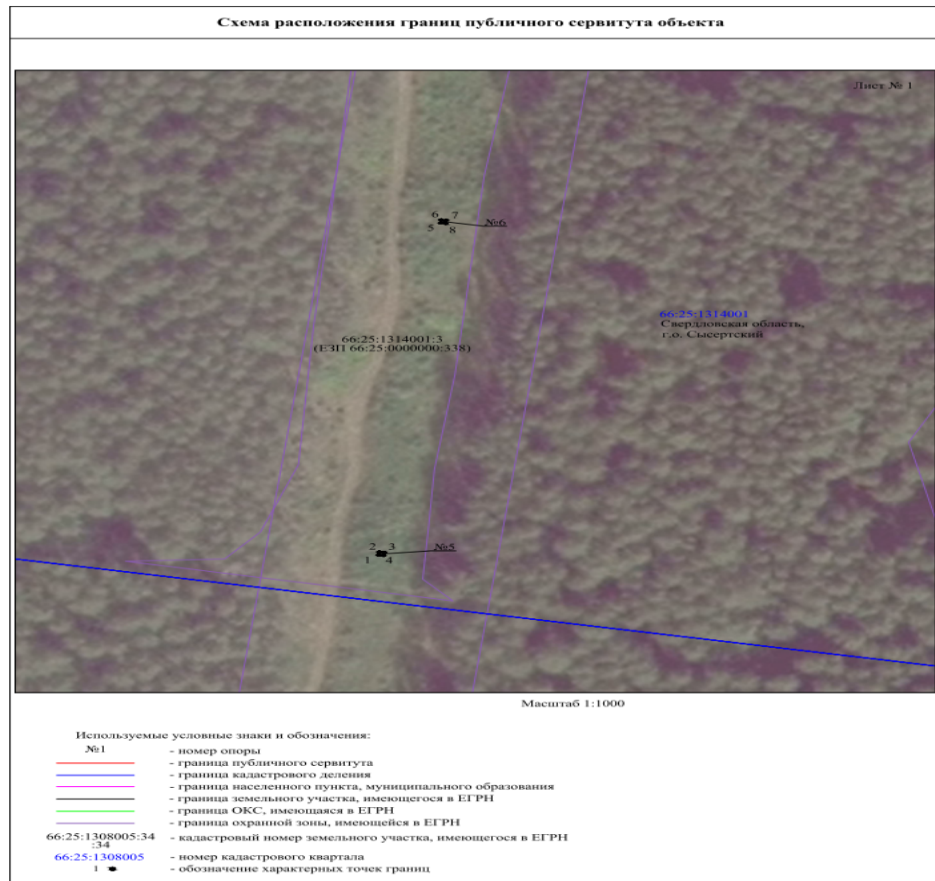 Схема расположения границ публичного сервитута объекта
Лист № 1
6 7
№6
5 8
66:25:1314001
Свердловская область,
г.о. Сысертский
66:25:1314001:3
(ЕЗП 66:25:0000000:338)
2 3
№5
1 4
Масштаб 1:1000
Используемые условные знаки и обозначения:
№1 - номер опоры
- граница публичного сервитута
- граница кадастрового деления
- граница населенного пункта, муниципального образования
- граница земельного участка, имеющегося в ЕГРН
- граница ОКС, имеющаяся в ЕГРН
- граница охранной зоны, имеющейся в ЕГРН
66:25:1308005:34 - кадастровый номер земельного участка, имеющегося в ЕГРН
:34
66:25:1308005 - номер кадастрового квартала
1 - обозначение характерных точек границ